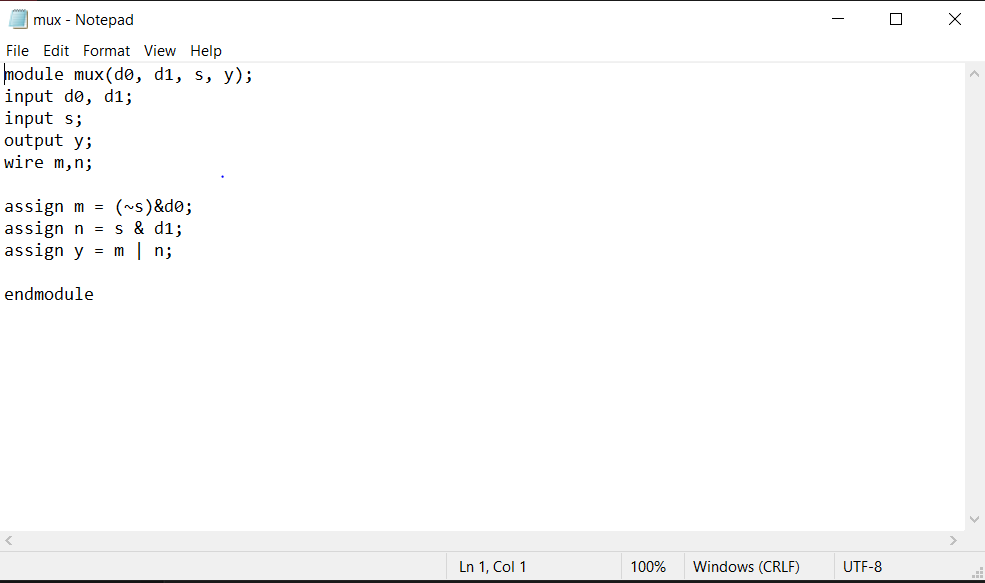 mux - Notepad
File Edit Format View Help
module mux(d0, d1, s, y);
input d0, d1;
input s;
output y;
wire m,n;
assign m = (~s)&d0;
assign n = s & d1;
assign y = m | n;
endmodule
Ln 1, Col 1 100% Windows (CRLF) UTF-8